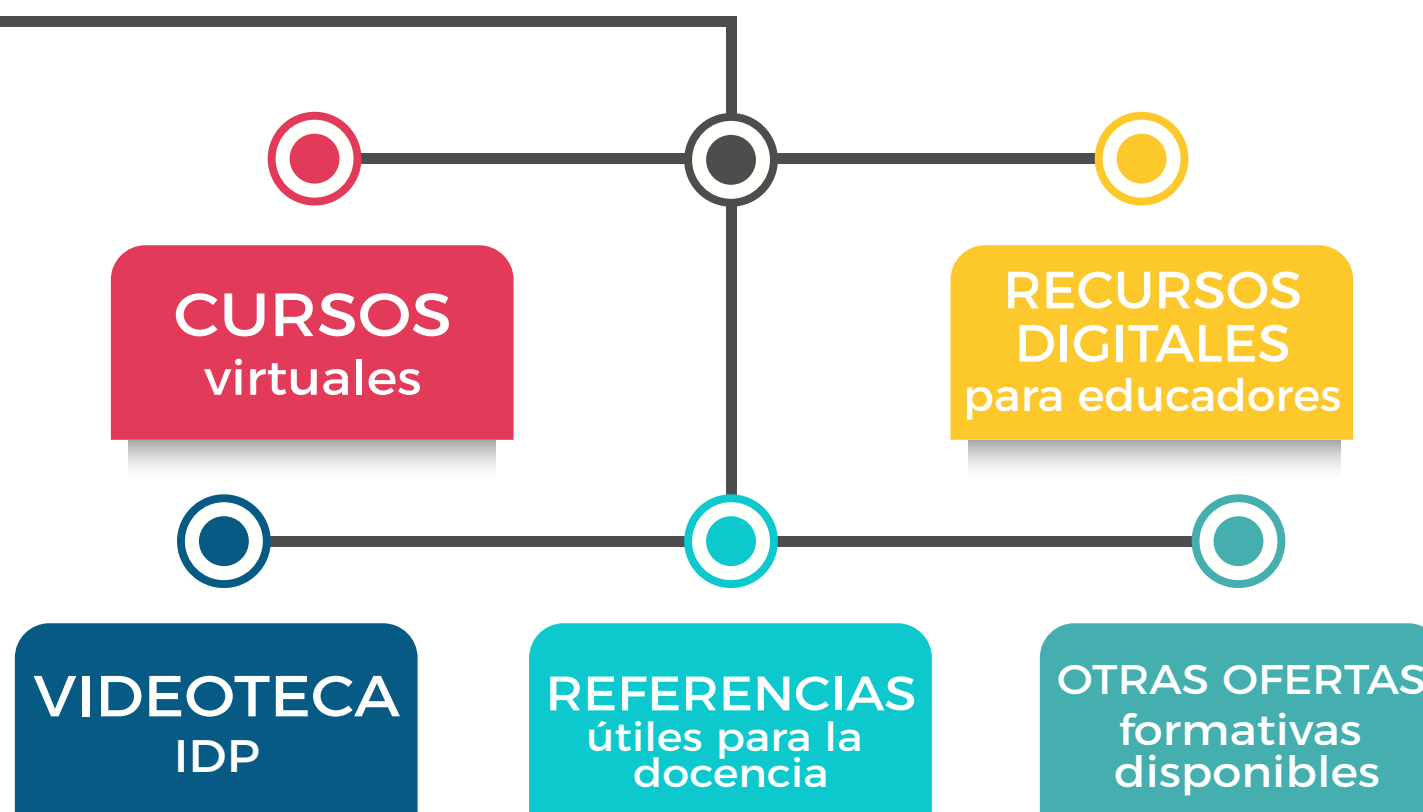 CURSOS
virtuales
RECURSOS
DIGITALES
para educadores
VIDEOTECA
IDP
REFERENCIAS
útiles para la
docencia
OTRAS OFERTAS
formativas
disponibles